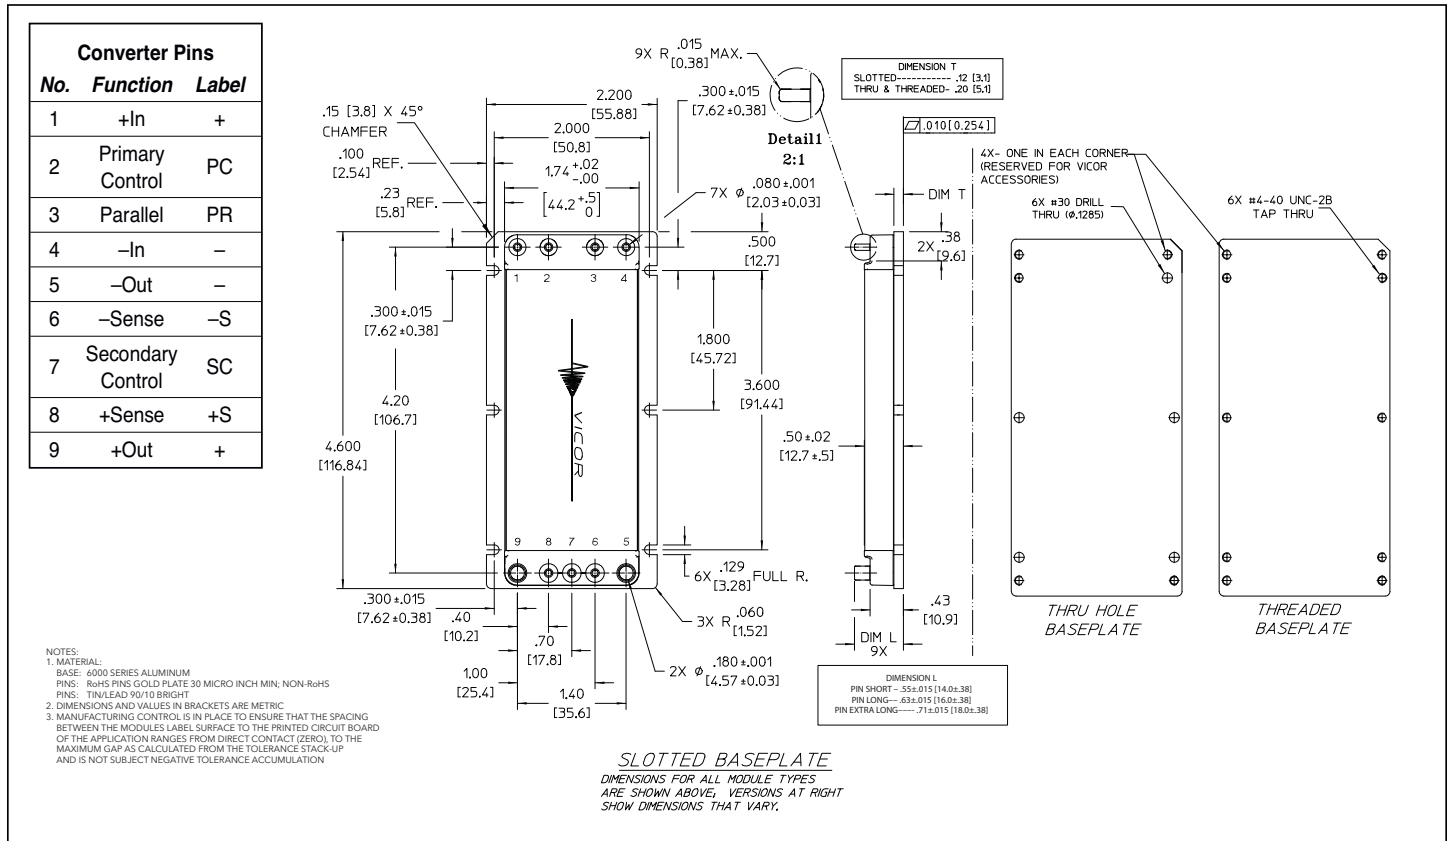 Converter Pins
No. Function Label
1 +In +
2 Primary Control PC
3 Parallel PR
4 –In –
5 –Out –
6 –Sense –S
7 Secondary Control SC
8 +Sense +S
9 +Out +
.15 [3.8] X 45°
CHAMFER
.100
[2.54] REF.
.23
[5.8] REF.
2.200
[55.88]
2.000
[50.8]
1.74 +.02 -.00
[44.2 +.5 0]
9X R .015 [0.38] MAX.
.300 ±.015
[7.62 ±0.38]
Detail1
2:1
7X ϕ .080 ±.001
[2.03 ±0.03]
.500
[12.7]
1 2 3 4
.300 ±.015
[7.62 ±0.38]
1.800
[45.72]
3.600
[91.44]
4.20
[106.7]
4.600
[116.84]
VICOR
9 8 7 6 5
6X .129 [3.28] FULL R.
3X R .060
[1.52]
2X ϕ .180 ±.001
[4.57 ±0.03]
.300 ±.015
[7.62 ±0.38]
.40
[10.2]
.70
[17.8]
1.00
[25.4]
1.40
[35.6]
DIMENSION T
SLOTTED----------- .12 [3.1]
THRU & THREADED- .20 [5.1]
⏥ .010 [0.254]
DIM T
2X .38
[9.6]
.50 ±.02
[12.7 ±.5]
.43
[10.9]
DIM L
9X
DIMENSION L
PIN SHORT – .55±.015 [14.0±.38]
PIN LONG–-- .63±.015 [16.0±.38]
PIN EXTRA LONG---- .71±.015 [18.0±.38]
4X- ONE IN EACH CORNER
(RESERVED FOR VICOR
ACCESSORIES)
6X #30 DRILL
THRU (ϕ.1285)
6X #4-40 UNC-2B
TAP THRU
THRU HOLE
BASEPLATE
THREADED
BASEPLATE
NOTES:
1. MATERIAL:
BASE: 6000 SERIES ALUMINUM
PINS: RoHS PINS GOLD PLATE 30 MICRO INCH MIN; NON-RoHS
PINS: TIN/LEAD 90/10 BRIGHT
2. DIMENSIONS AND VALUES IN BRACKETS ARE METRIC
3. MANUFACTURING CONTROL IS IN PLACE TO ENSURE THAT THE SPACING
BETWEEN THE MODULES LABEL SURFACE TO THE PRINTED CIRCUIT BOARD
OF THE APPLICATION RANGES FROM DIRECT CONTACT (ZERO), TO THE
MAXIMUM GAP AS CALCULATED FROM THE TOLERANCE STACK-UP
AND IS NOT SUBJECT NEGATIVE TOLERANCE ACCUMULATION
SLOTTED BASEPLATE
DIMENSIONS FOR ALL MODULE TYPES
ARE SHOWN ABOVE; VERSIONS AT RIGHT
SHOW DIMENSIONS THAT VARY.